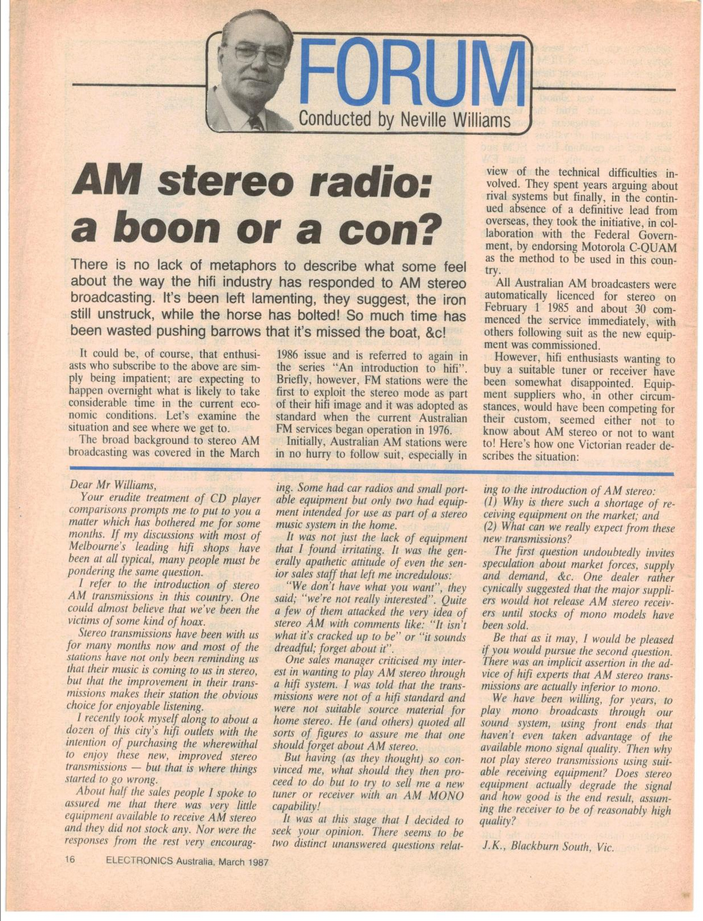 FORUM
Conducted by Neville Williams
AM stereo radio:
a boon or a con?
There is no lack of metaphors to describe what some feel
about the way the hifi industry has responded to AM stereo
broadcasting. It's been left lamenting, they suggest, the iron
still unstruck, while the horse has bolted! So much time has
been wasted pushing barrows that it's missed the boat, &c!
It could be, of course, that enthusi-
asts who subscribe to the above are sim-
ply being impatient; are expecting to
happen overnight what is likely to take
considerable time in the current eco-
nomic conditions. Let's examine the
situation and see where we get to.
The broad background to stereo AM
broadcasting was covered in the March
1986 issue and is referred to again in
the series "An introduction to hifi".
Briefly, however, FM stations were the
first to exploit the stereo mode as part
of their hifi image and it was adopted as
standard when the current Australian
FM services began operation in 1976.
Initially, Australian AM stations were
in no hurry to follow suit, especially in
view of the technical difficulties in-
volved. They spent years arguing about
rival systems but finally, in the contin-
ued absence of a definitive lead from
overseas, they took the initiative, in col-
laboration with the Federal Govern-
ment, by endorsing Motorola C-QUAM
as the method to be used in this coun-
try.
All Australian AM broadcasters were
automatically licenced for stereo on
February 1 1985 and about 30 com-
menced the service immediately, with
others following suit as the new equip-
ment was commissioned.
However, hifi enthusiasts wanting to
buy a suitable tuner or receiver have
been somewhat disappointed. Equip-
ment suppliers who, in other circum-
stances, would have been competing for
their custom, seemed either not to
know about AM stereo or not to want
to! Here's how one Victorian reader de-
scribes the situation:
Dear Mr Williams,
Your erudite treatment of CD player
comparisons prompts me to put to you a
matter which has bothered me for some
months. If my discussions with most of
Melbourne's leading hifi shops have
been at all typical, many people must be
pondering the same question.
I refer to the introduction of stereo
AM transmissions in this country. One
could almost believe that we've been the
victims of some kind of hoax.
Stereo transmissions have been with us
for many months now and most of the
stations have not only been reminding us
that their music is coming to us in stereo,
but that the improvement in their trans-
missions makes their station the obvious
choice for enjoyable listening.
I recently took myself along to about a
dozen of this city's hifi outlets with the
intention of purchasing the wherewithal
to enjoy these new, improved stereo
transmissions — but that is where things
started to go wrong.
About half the sales people I spoke to
assured me that there was very little
equipment available to receive AM stereo
and they did not stock any. Nor were the
responses from the rest very encourag-
ing. Some had car radios and small port-
able equipment but only two had equip-
ment intended for use as part of a stereo
music system in the home.
It was not just the lack of equipment
that I found irritating. It was the gen-
erally apathetic attitude of even the sen-
ior sales staff that left me incredulous:
"We don't have what you want", they
said; "we're not really interested". Quite
a few of them attacked the very idea of
stereo AM with comments like: "It isn't
what it's cracked up to be" or "it sounds
dreadful; forget about it".
One sales manager criticised my inter-
est in wanting to play AM stereo through
a hifi system. I was told that the trans-
missions were not of a hifi standard and
were not suitable source material for
home stereo. He (and others) quoted all
sorts of figures to assure me that one
should forget about AM stereo.
But having (as they thought) so con-
vinced me, what should they then pro-
ceed to do but to try to sell me a new
tuner or receiver with an AM MONO
capability!
It was at this stage that I decided to
seek your opinion. There seems to be
two distinct unanswered questions relat-
ing to the introduction of AM stereo:
(1) Why is there such a shortage of re-
ceiving equipment on the market; and
(2) What can we really expect from these
new transmissions?
The first question undoubtedly invites
speculation about market forces, supply
and demand, &c. One dealer rather
cynically suggested that the major suppli-
ers would not release AM stereo receiv-
ers until stocks of mono models have
been sold.
Be that as it may, I would be pleased
if you would pursue the second question.
There was an implicit assertion in the ad-
vice of hifi experts that AM stereo trans-
missions are actually inferior to mono.
We have been willing, for years, to
play mono broadcasts through our
sound system, using front ends that
haven't even taken advantage of the
available mono signal quality. Then why
not play stereo transmissions using suit-
able receiving equipment? Does stereo
equipment actually degrade the signal
and how good is the end result, assum-
ing the receiver to be of reasonably high
quality?
J.K., Blackburn South, Vic.
16 ELECTRONICS Australia, March 1987